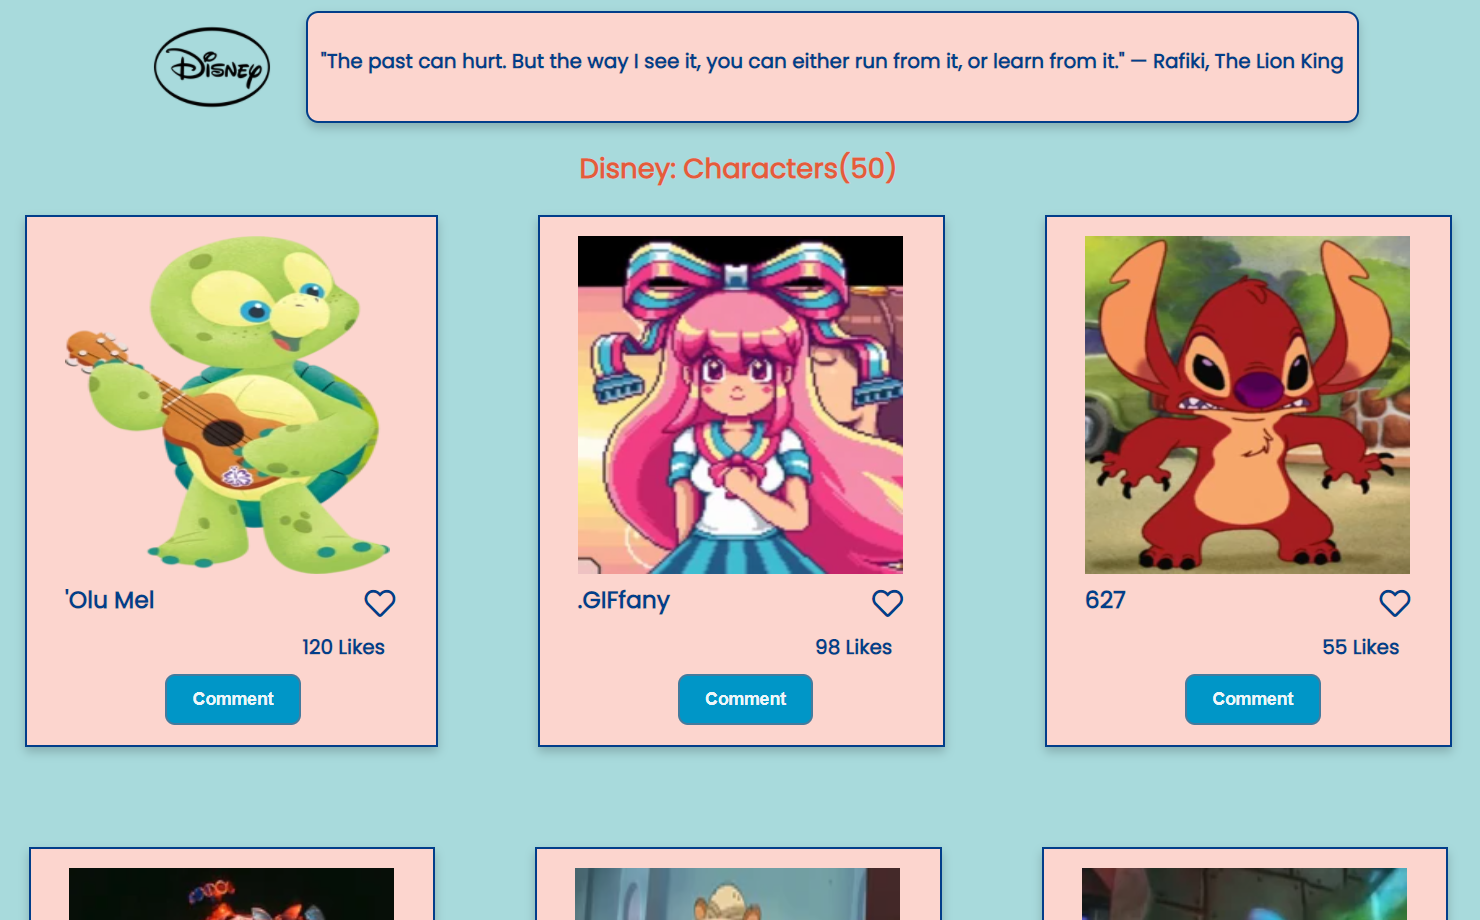 Disney
"The past can hurt. But the way I see it, you can either run from it, or learn from it." — Rafiki, The Lion King
Disney: Characters(50)
'Olu Mel
120 Likes
Comment
.GIFfany
98 Likes
Comment
627
55 Likes
Comment